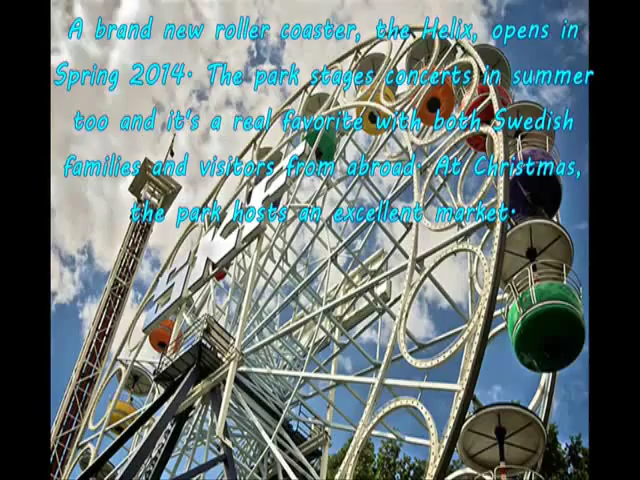 A brand new roller coaster, the Helix, opens in
Spring 2014. The park stages concerts in summer
too and it's a real favorite with both Swedish
families and visitors from abroad. At Christmas,
the park hosts an excellent market.